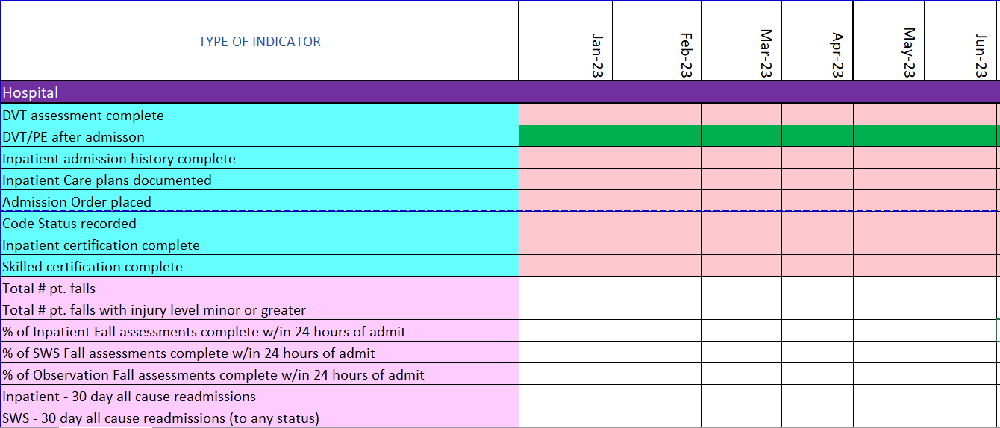 TYPE OF INDICATOR
Jan-23
Feb-23
Mar-23
Apr-23
May-23
Jun-23
Hospital
DVT assessment complete
DVT/PE after admisson
Inpatient admission history complete
Inpatient Care plans documented
Admission Order placed
Code Status recorded
Inpatient certification complete
Skilled certification complete
Total # pt. falls
Total # pt. falls with injury level minor or greater
% of Inpatient Fall assessments complete w/in 24 hours of admit
% of SWS Fall assessments complete w/in 24 hours of admit
% of Observation Fall assessments complete w/in 24 hours of admit
Inpatient - 30 day all cause readmissions
SWS - 30 day all cause readmissions (to any status)